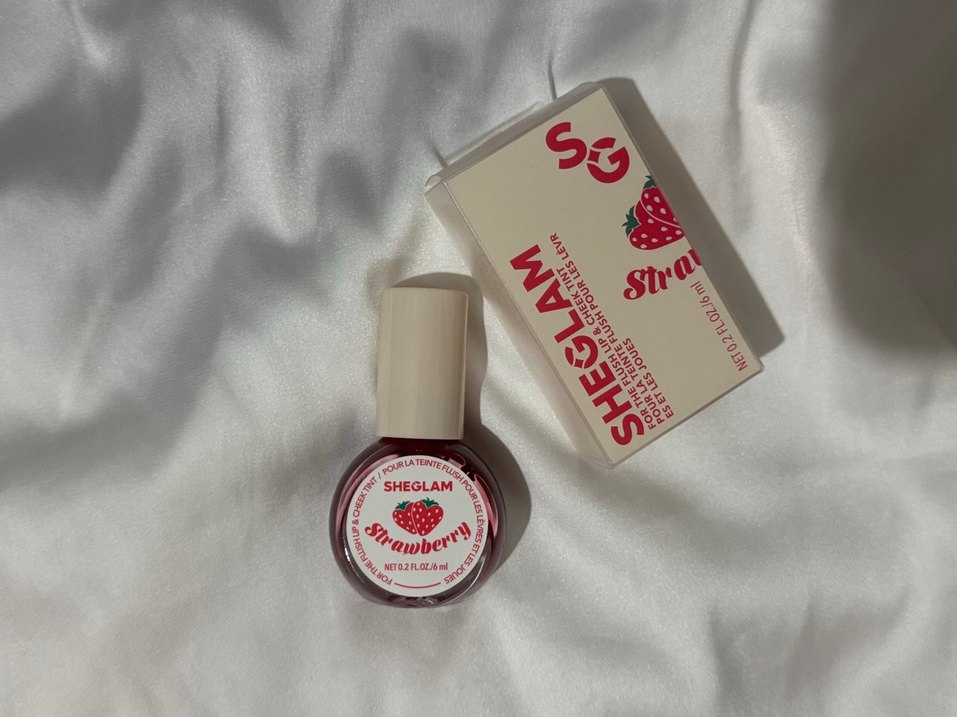 SG
Straw
SHEGLAM
FOR THE FLUSH LIP & CHEEK TINT
POUR LA TEINTE FLUSH POUR LES LÈVR
ES ET LES JOUES
NET 0.2 FL.OZ./6 ml
FOR THE FLUSH LIP & CHEEK TINT / POUR LA TEINTE FLUSH POUR LES LÈVRES ET LES JOUES
SHEGLAM
Strawberry
NET 0.2 FL.OZ./6 ml